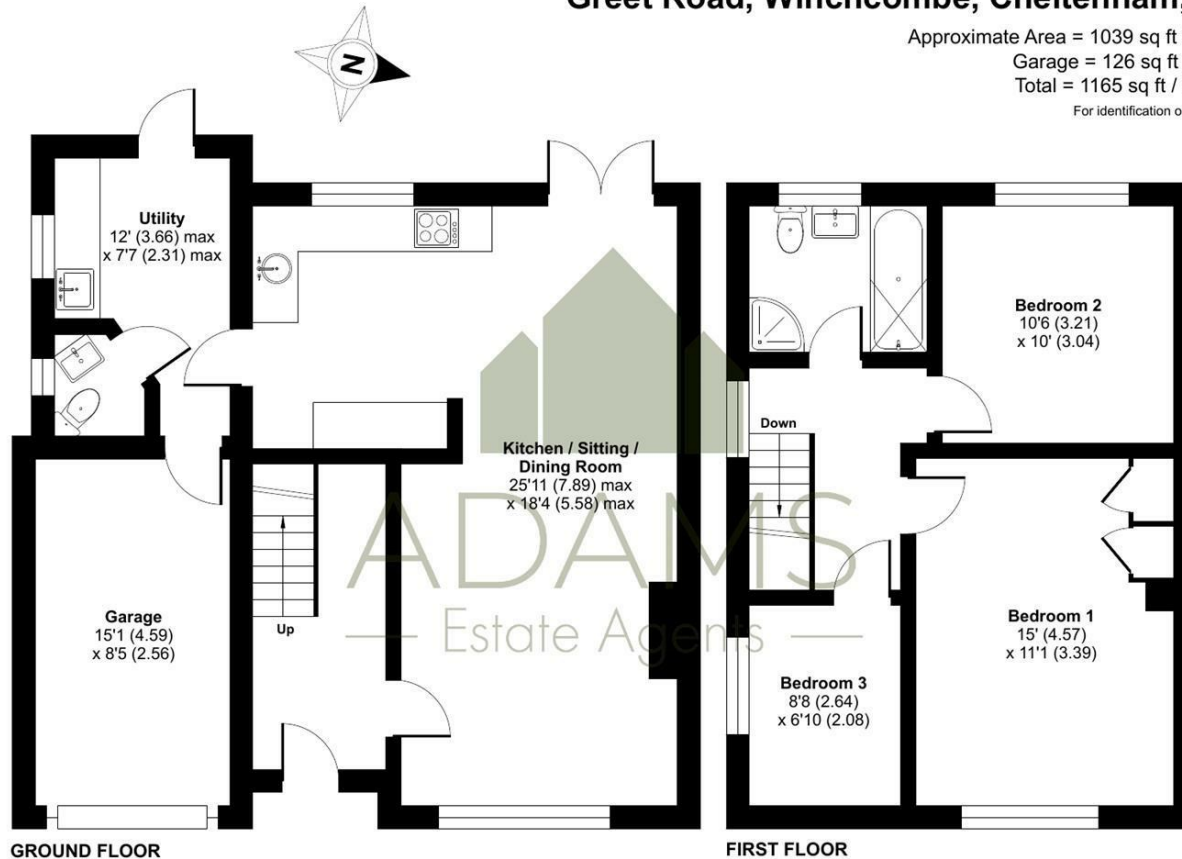 Greet Road, Winchcombe, Cheltenham,
Approximate Area = 1039 sq ft
Garage = 126 sq ft
Total = 1165 sq ft /
For identification o
N
Utility
12' (3.66) max
x 7'7 (2.31) max
Kitchen / Sitting /
Dining Room
25'11 (7.89) max
x 18'4 (5.58) max
Garage
15'1 (4.59)
x 8'5 (2.56)
Up
Down
Bedroom 2
10'6 (3.21)
x 10' (3.04)
Bedroom 1
15' (4.57)
x 11'1 (3.39)
Bedroom 3
8'8 (2.64)
x 6'10 (2.08)
ADAMS
Estate Agents
GROUND FLOOR
FIRST FLOOR